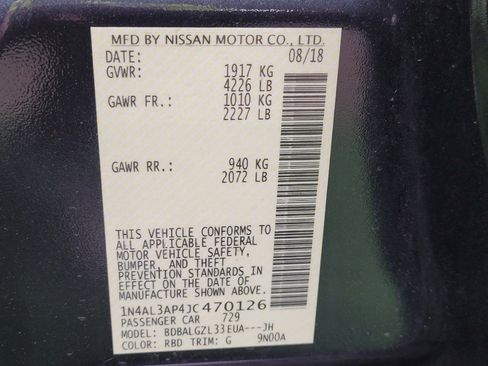 MFD BY NISSAN MOTOR CO., LTD.
DATE: 08/18
GVWR: 1917 KG
4226 LB
GAWR FR.: 1010 KG
2227 LB
GAWR RR.: 940 KG
2072 LB
THIS VEHICLE CONFORMS TO
ALL APPLICABLE FEDERAL
MOTOR VEHICLE SAFETY,
BUMPER, AND THEFT
PREVENTION STANDARDS IN
EFFECT ON THE DATE OF
MANUFACTURE SHOWN ABOVE.
1N4AL3AP4JC470126
PASSENGER CAR 729
MODEL: BDBALGZL33EUA---JH
COLOR: RBD TRIM: G 9N00A